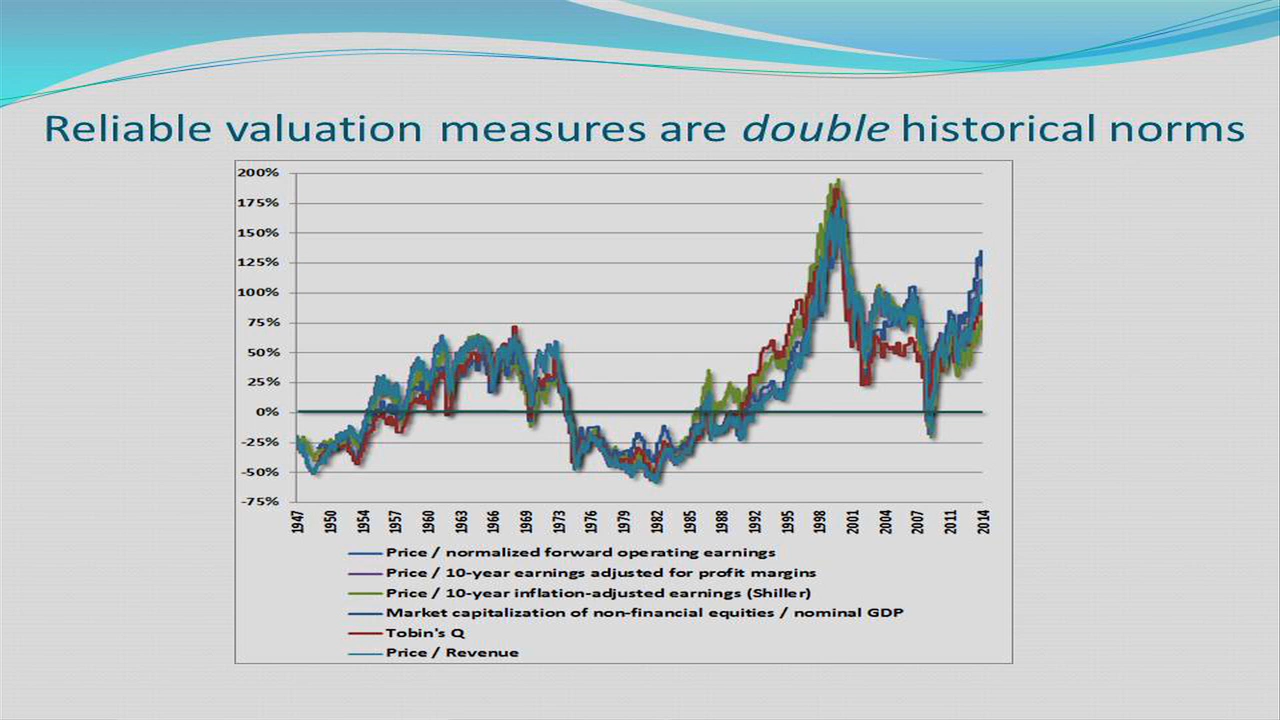 Reliable valuation measures are double historical norms
200%
175%
150%
125%
100%
75%
50%
25%
0%
-25%
-50%
-75%
1947 1950 1954 1957 1960 1963 1966 1969 1973 1976 1979 1982 1985 1988 1992 1995 1998 2001 2004 2007 2011 2014
Price / normalized forward operating earnings
Price / 10-year earnings adjusted for profit margins
Price / 10-year inflation-adjusted earnings (Shiller)
Market capitalization of non-financial equities / nominal GDP
Tobin's Q
Price / Revenue